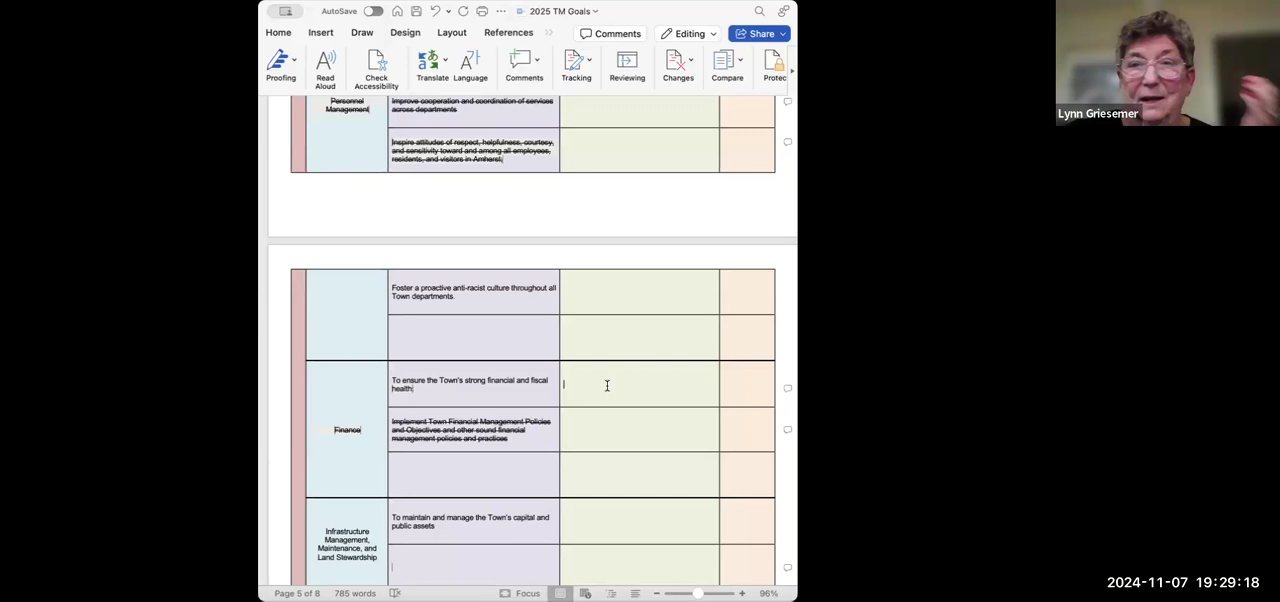 AutoSave
2025 TM Goals
Home Insert Draw Design Layout References
Comments Editing Share
Proofing
Read Aloud
Check Accessibility
Translate
Language
Comments
Tracking
Reviewing
Changes
Compare
Protec
Personnel
Management
Improve cooperation and coordination of services
across departments
Inspire attitudes of respect, helpfulness, courtesy,
and sensitivity toward and among all employees,
residents, and visitors in Amherst.
Foster a proactive anti-racist culture throughout all
Town departments.
To ensure the Town's strong financial and fiscal
health
Finance
Implement Town Financial Management Policies
and Objectives and other sound financial
management policies and practices
Infrastructure
Management,
Maintenance, and
Land Stewardship
To maintain and manage the Town's capital and
public assets
Page 5 of 8 785 words Focus 96%
Lynn Griesemer
2024-11-07 19:29:18